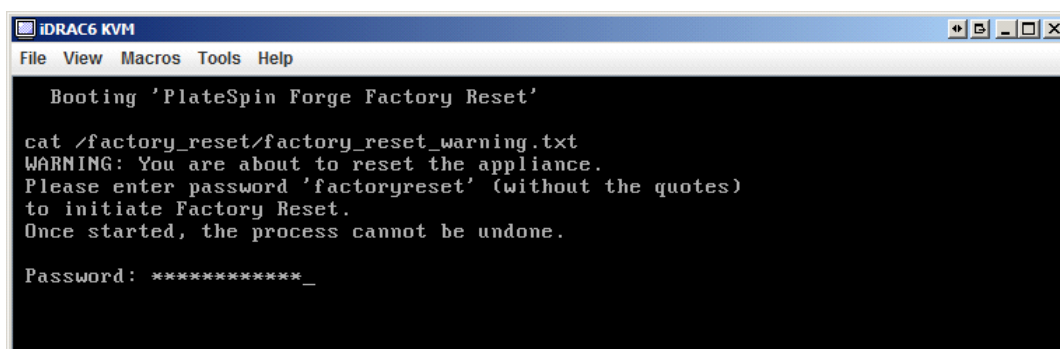 iDRAC6 KVM
File View Macros Tools Help
Booting 'PlateSpin Forge Factory Reset'
cat /factory_reset/factory_reset_warning.txt
WARNING: You are about to reset the appliance.
Please enter password 'factoryreset' (without the quotes)
to initiate Factory Reset.
Once started, the process cannot be undone.
Password: ************_